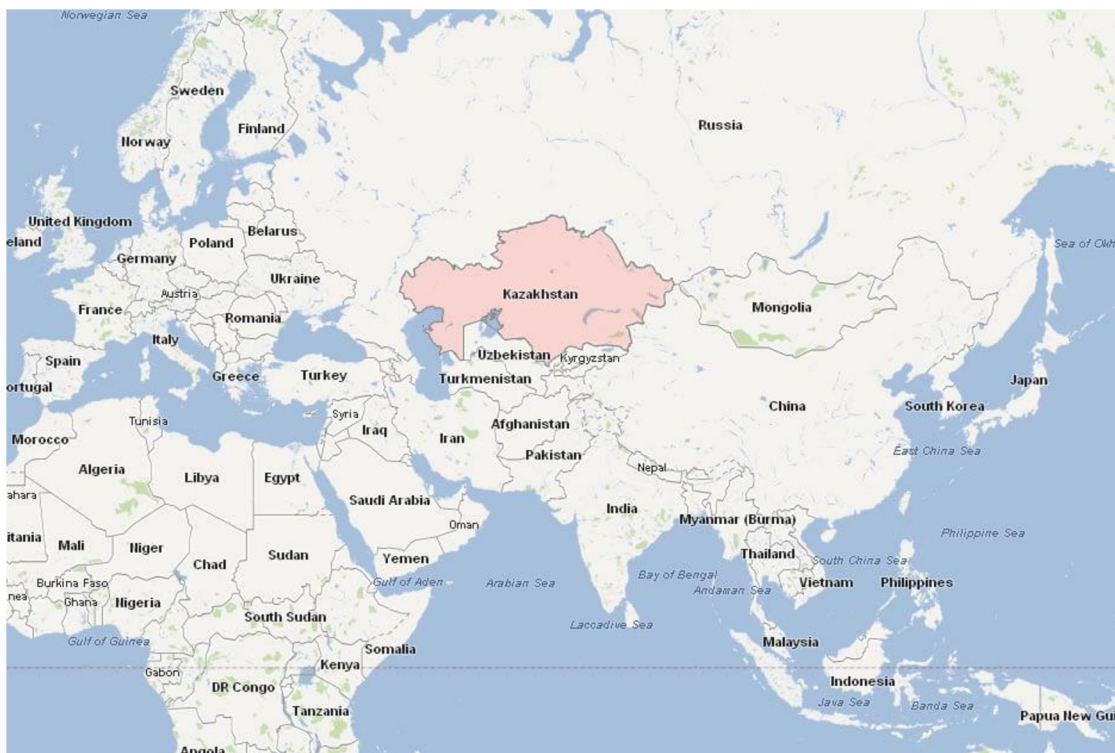 Norwegian Sea
Sweden
Finland
Norway
Russia
United Kingdom
eland
Belarus
Poland
Germany
Sea of Okh
Ukraine
Austria
Kazakhstan
France
Mongolia
Romania
Italy
Uzbekistan
Kyrgyzstan
Spain
Greece
Turkey
Turkmenistan
Japan
ortugal
China
South Korea
Syria
Tunisia
Iraq
Iran
Afghanistan
Morocco
East China Sea
Pakistan
Algeria
Libya
Egypt
Nepal
Saudi Arabia
ahara
India
Myanmar (Burma)
Oman
Philippine Sea
itania
Mali
Niger
Sudan
Chad
Yemen
Thailand
South China Sea
Gulf of Aden
Arabian Sea
Bay of Bengal
Andaman Sea
Vietnam
Philippines
Burkina Faso
nea
Ghana
Nigeria
South Sudan
Laccadive Sea
Gulf of Guinea
Somalia
Malaysia
Kenya
Gabon
DR Congo
Indonesia
Java Sea
Banda Sea
Tanzania
Papua New Gui
Angola